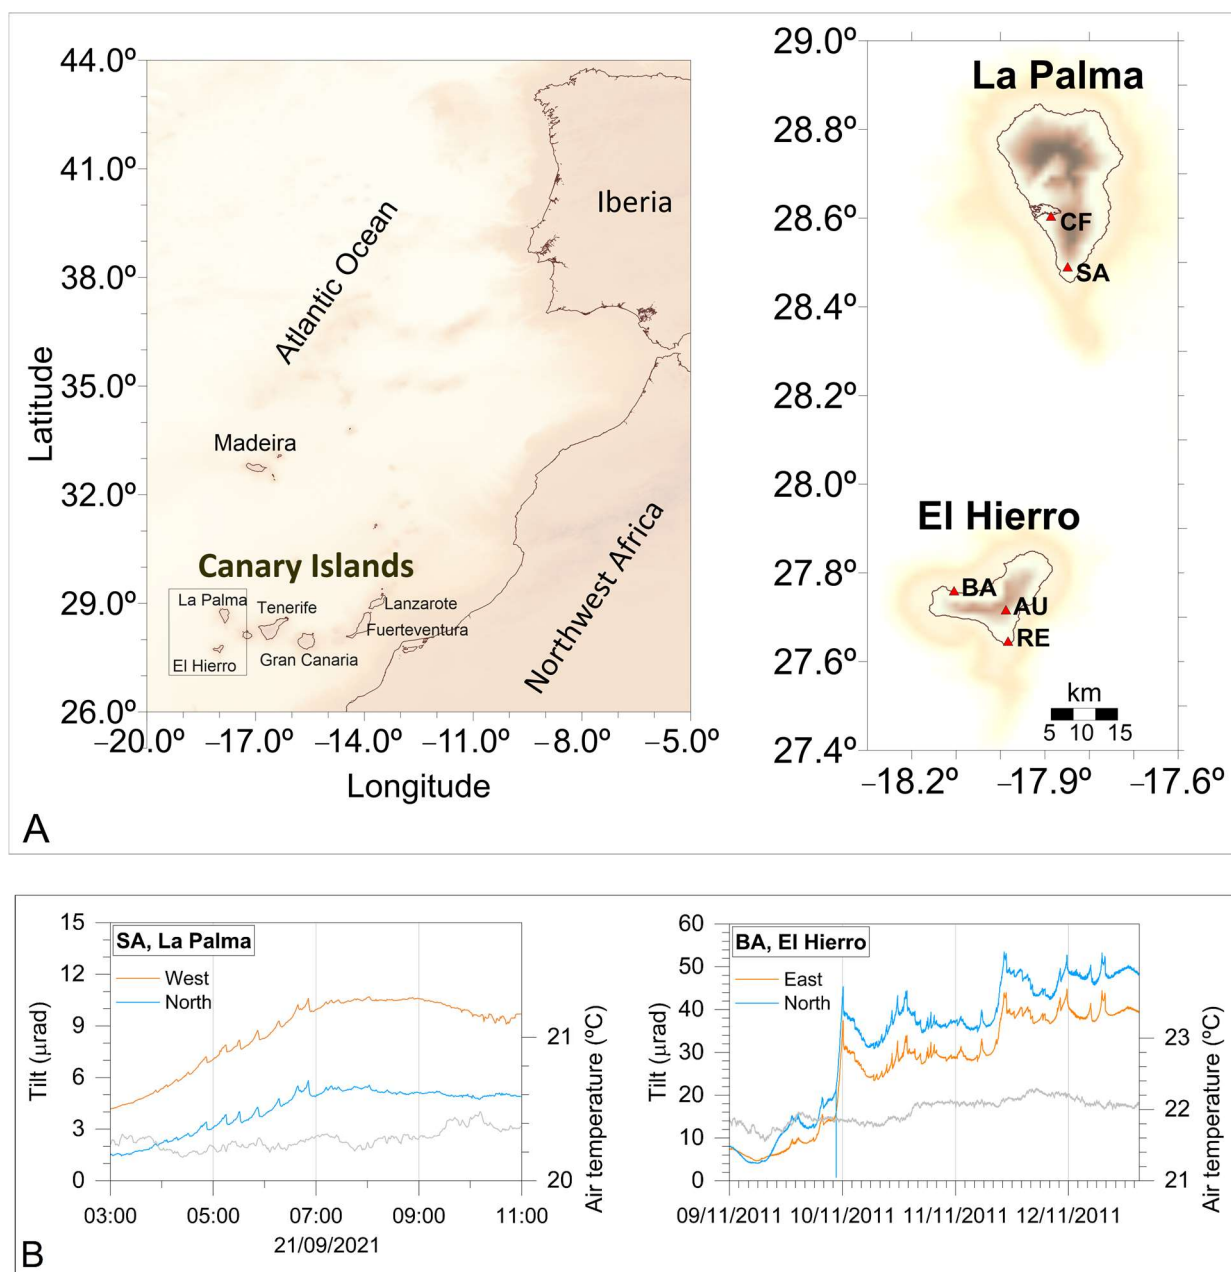 44.0º
41.0º
38.0º
35.0º
32.0º
29.0º
26.0º
Latitude
Atlantic Ocean
Iberia
Madeira
Canary Islands
La Palma
Tenerife
Lanzarote
Fuerteventura
El Hierro
Gran Canaria
Northwest Africa
−20.0º −17.0º −14.0º −11.0º −8.0º −5.0º
Longitude
A
29.0º
28.8º
28.6º
28.4º
28.2º
28.0º
27.8º
27.6º
27.4º
La Palma
CF
SA
El Hierro
BA
AU
RE
km
5 10 15
−18.2º −17.9º −17.6º
15
12
9
6
3
0
Tilt (μrad)
SA, La Palma
West
North
21
20
Air temperature (ºC)
03:00 05:00 07:00 09:00 11:00
21/09/2021
60
50
40
30
20
10
0
Tilt (μrad)
BA, El Hierro
East
North
23
22
21
Air temperature (ºC)
09/11/2011 10/11/2011 11/11/2011 12/11/2011
B